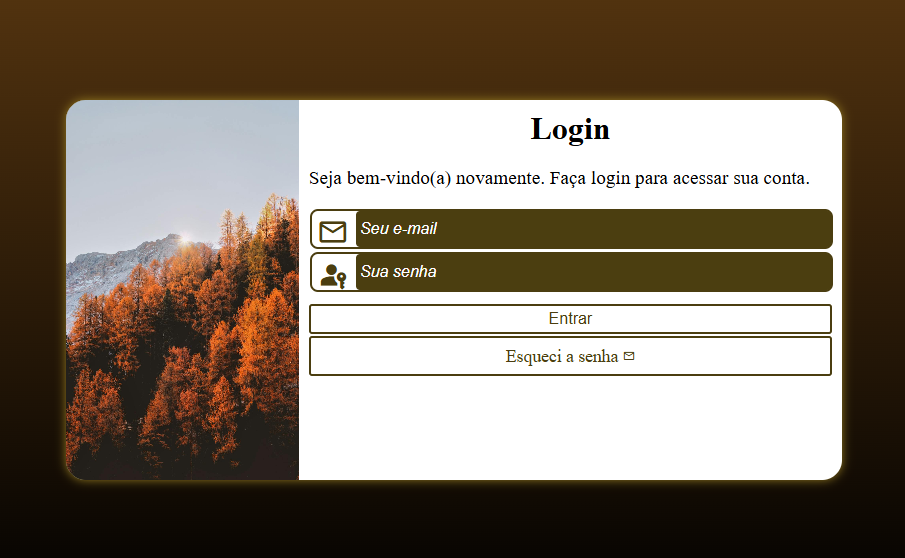 Login
Seja bem-vindo(a) novamente. Faça login para acessar sua conta.
Seu e-mail
Sua senha
Entrar
Esqueci a senha